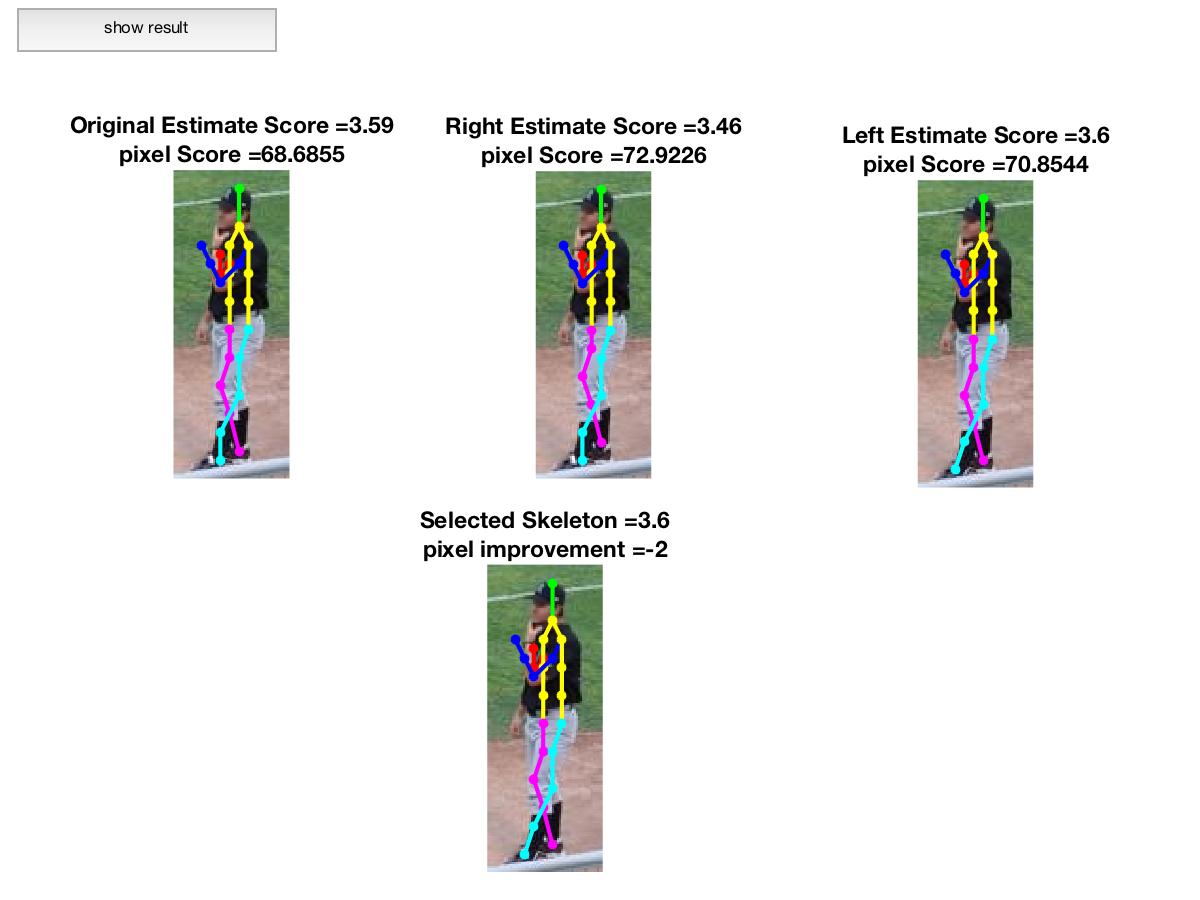 show result
Original Estimate Score =3.59
pixel Score =68.6855
Right Estimate Score =3.46
pixel Score =72.9226
Left Estimate Score =3.6
pixel Score =70.8544
Selected Skeleton =3.6
pixel improvement =-2